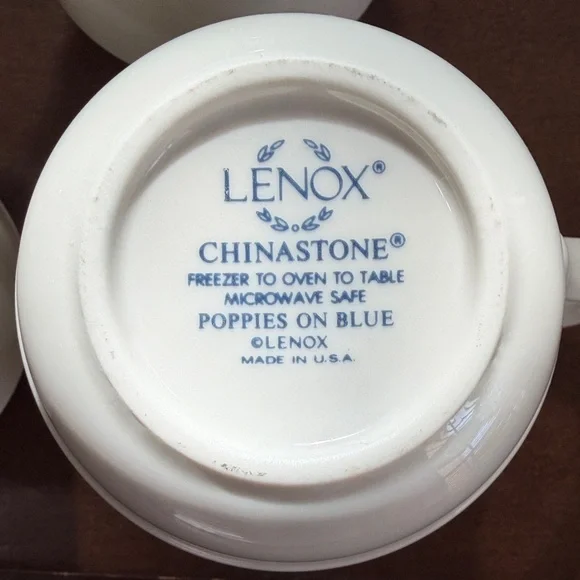 LENOX®
CHINASTONE®
FREEZER TO OVEN TO TABLE
MICROWAVE SAFE
POPPIES ON BLUE
©LENOX
MADE IN U.S.A.